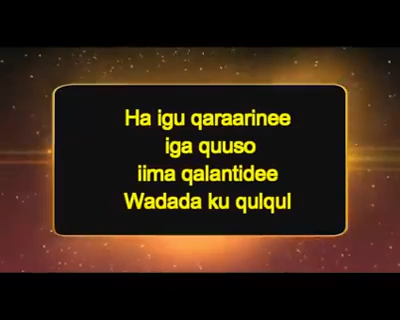 Ha igu qaraarinee
iga quuso
iima qalantidee
Wadada ku qulqul